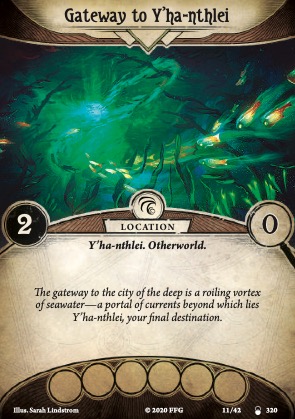 Gateway to Y'ha-nthlei
2
0
LOCATION
Y'ha-nthlei. Otherworld.
The gateway to the city of the deep is a roiling vortex
of seawater—a portal of currents beyond which lies
Y'ha-nthlei, your final destination.
Illus. Sarah Lindstrom © 2020 FFG 11/42 320